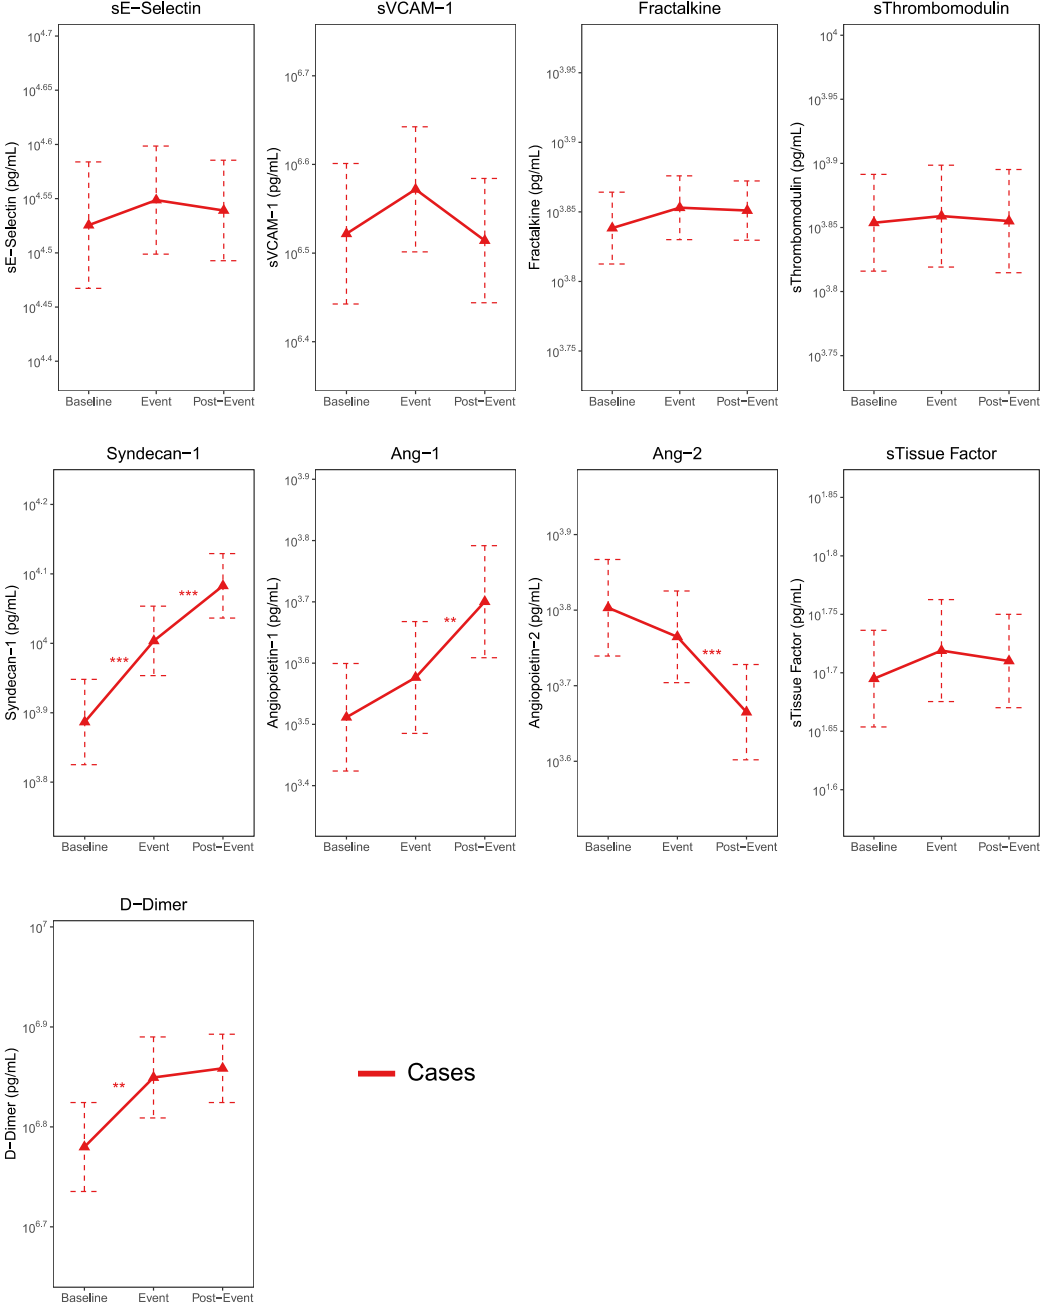 sE−Selectin
sE−Selectin (pg/mL)
10^4.7
10^4.65
10^4.6
10^4.55
10^4.5
10^4.45
10^4.4
Baseline Event Post−Event
sVCAM−1
sVCAM−1 (pg/mL)
10^6.7
10^6.6
10^6.5
10^6.4
Baseline Event Post−Event
Fractalkine
Fractalkine (pg/mL)
10^3.95
10^3.9
10^3.85
10^3.8
10^3.75
Baseline Event Post−Event
sThrombomodulin
sThrombomodulin (pg/mL)
10^4
10^3.95
10^3.9
10^3.85
10^3.8
10^3.75
Baseline Event Post−Event
Syndecan−1
Syndecan−1 (pg/mL)
10^4.2
10^4.1
10^4
10^3.9
10^3.8
***
***
Baseline Event Post−Event
Ang−1
Angiopoietin−1 (pg/mL)
10^3.9
10^3.8
10^3.7
10^3.6
10^3.5
10^3.4
**
Baseline Event Post−Event
Ang−2
Angiopoietin−2 (pg/mL)
10^3.9
10^3.8
10^3.7
10^3.6
***
Baseline Event Post−Event
sTissue Factor
sTissue Factor (pg/mL)
10^1.85
10^1.8
10^1.75
10^1.7
10^1.65
10^1.6
Baseline Event Post−Event
D−Dimer
D−Dimer (pg/mL)
10^7
10^6.9
10^6.8
10^6.7
**
Baseline Event Post−Event
Cases